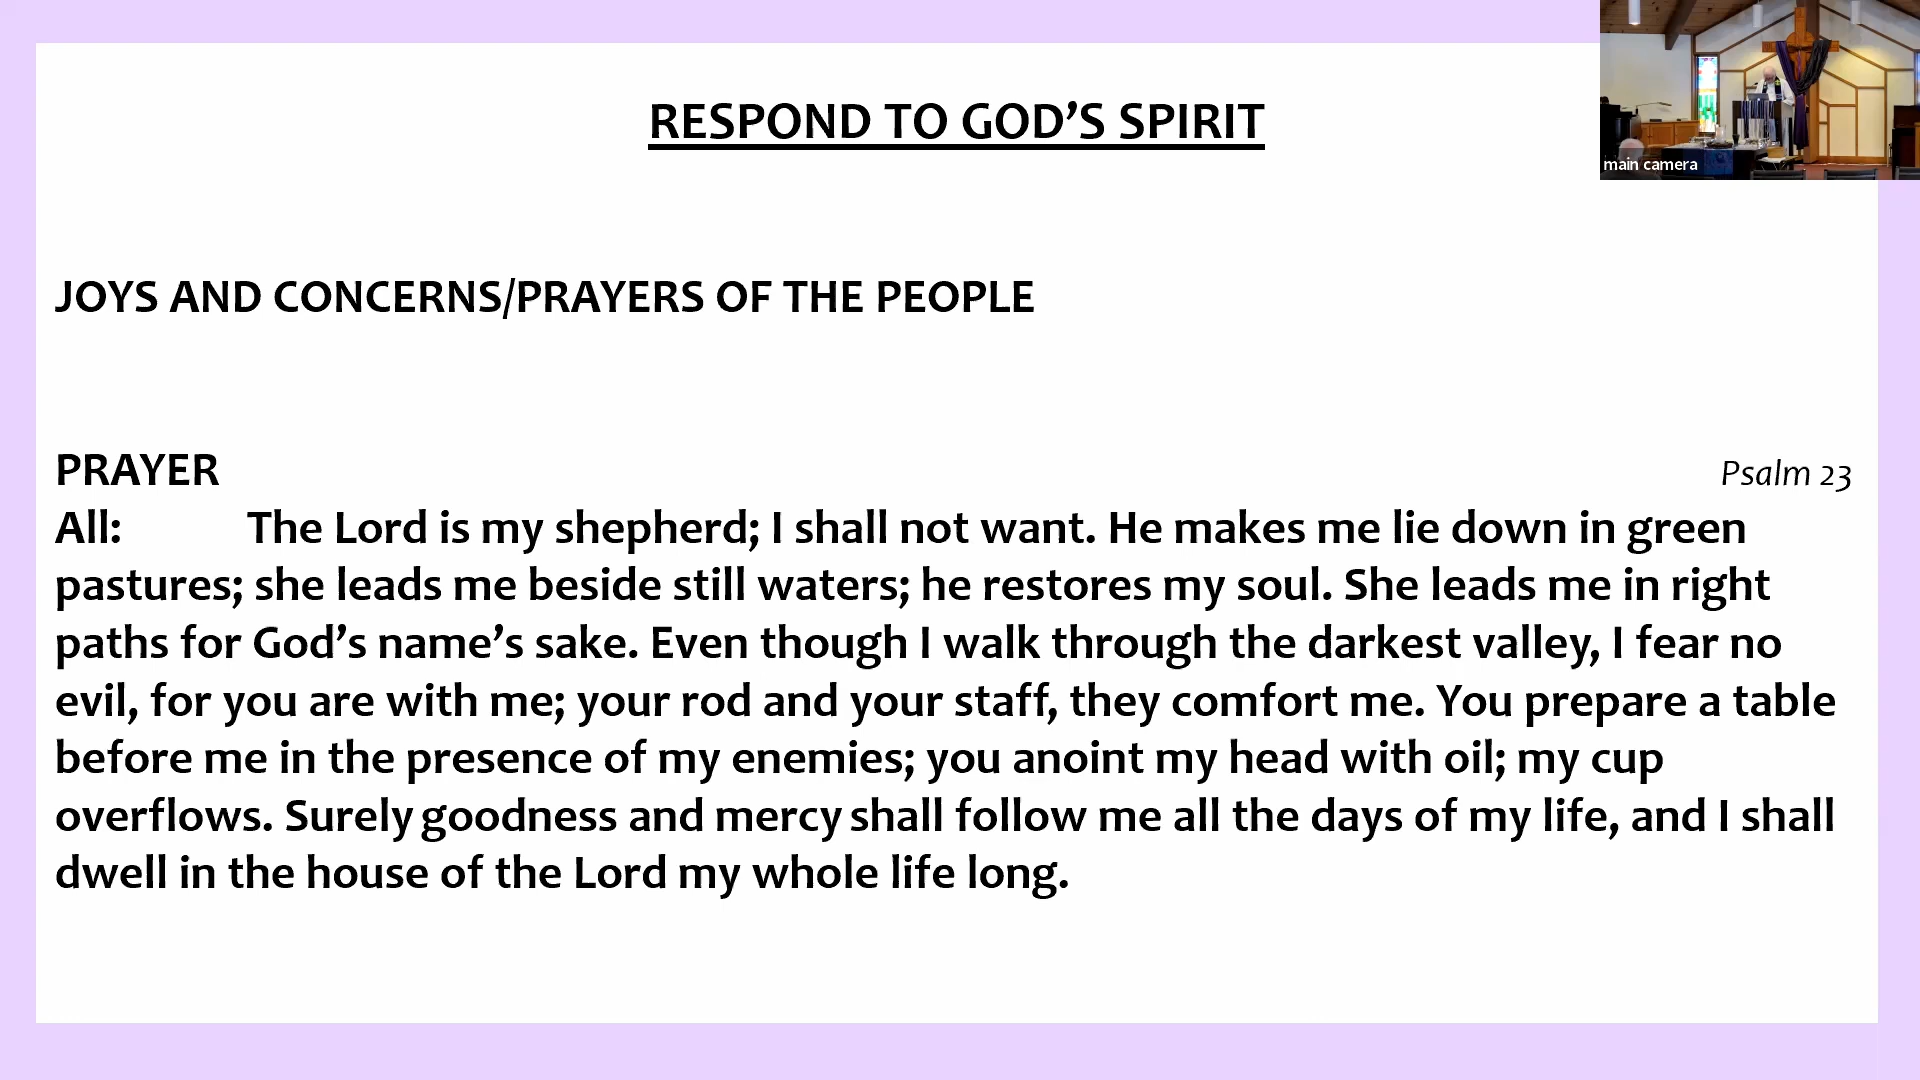 RESPOND TO GOD’S SPIRIT
main camera
JOYS AND CONCERNS/PRAYERS OF THE PEOPLE
PRAYER Psalm 23
All: The Lord is my shepherd; I shall not want. He makes me lie down in green
pastures; she leads me beside still waters; he restores my soul. She leads me in right
paths for God’s name’s sake. Even though I walk through the darkest valley, I fear no
evil, for you are with me; your rod and your staff, they comfort me. You prepare a table
before me in the presence of my enemies; you anoint my head with oil; my cup
overflows. Surely goodness and mercy shall follow me all the days of my life, and I shall
dwell in the house of the Lord my whole life long.